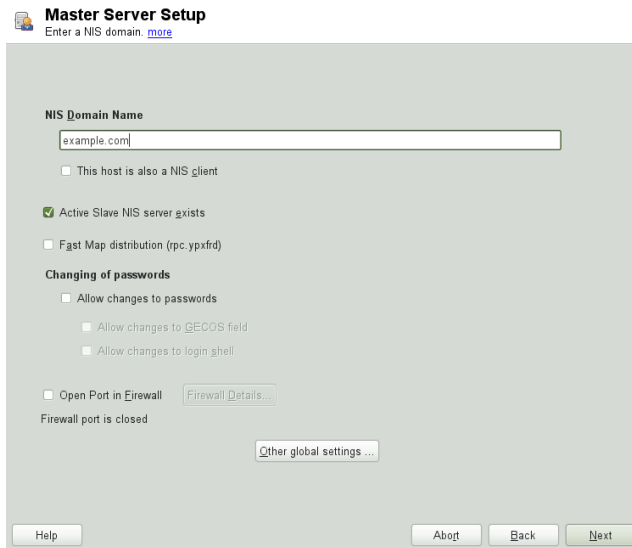 Master Server Setup
Enter a NIS domain. more
NIS Domain Name
example.com
This host is also a NIS client
Active Slave NIS server exists
Fast Map distribution (rpc.ypxfrd)
Changing of passwords
Allow changes to passwords
Allow changes to GECOS field
Allow changes to login shell
Open Port in Firewall Firewall Details...
Firewall port is closed
Other global settings ...
Help Abort Back Next